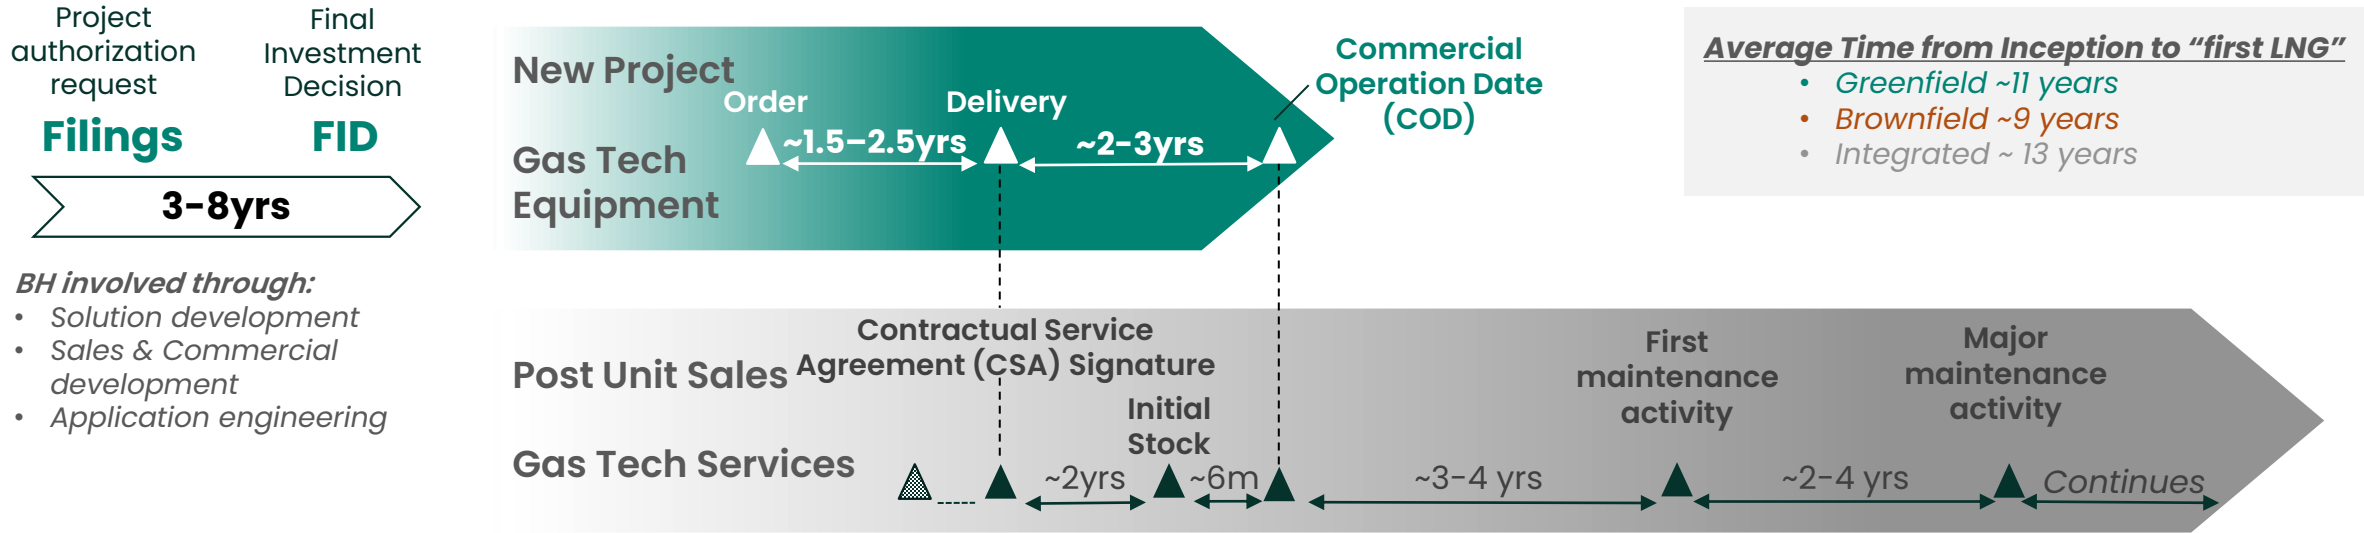 Project
authorization
request
Filings
Final
Investment
Decision
FID
3-8yrs
BH involved through:
• Solution development
• Sales & Commercial
development
• Application engineering
New Project
Gas Tech
Equipment
Order
~1.5–2.5yrs
Delivery
~2-3yrs
Commercial
Operation Date
(COD)
Average Time from Inception to “first LNG”
• Greenfield ~11 years
• Brownfield ~9 years
• Integrated ~ 13 years
Post Unit Sales
Gas Tech Services
Contractual Service
Agreement (CSA) Signature
~2yrs
Initial
Stock
~6m
~3-4 yrs
First
maintenance
activity
~2-4 yrs
Major
maintenance
activity
Continues